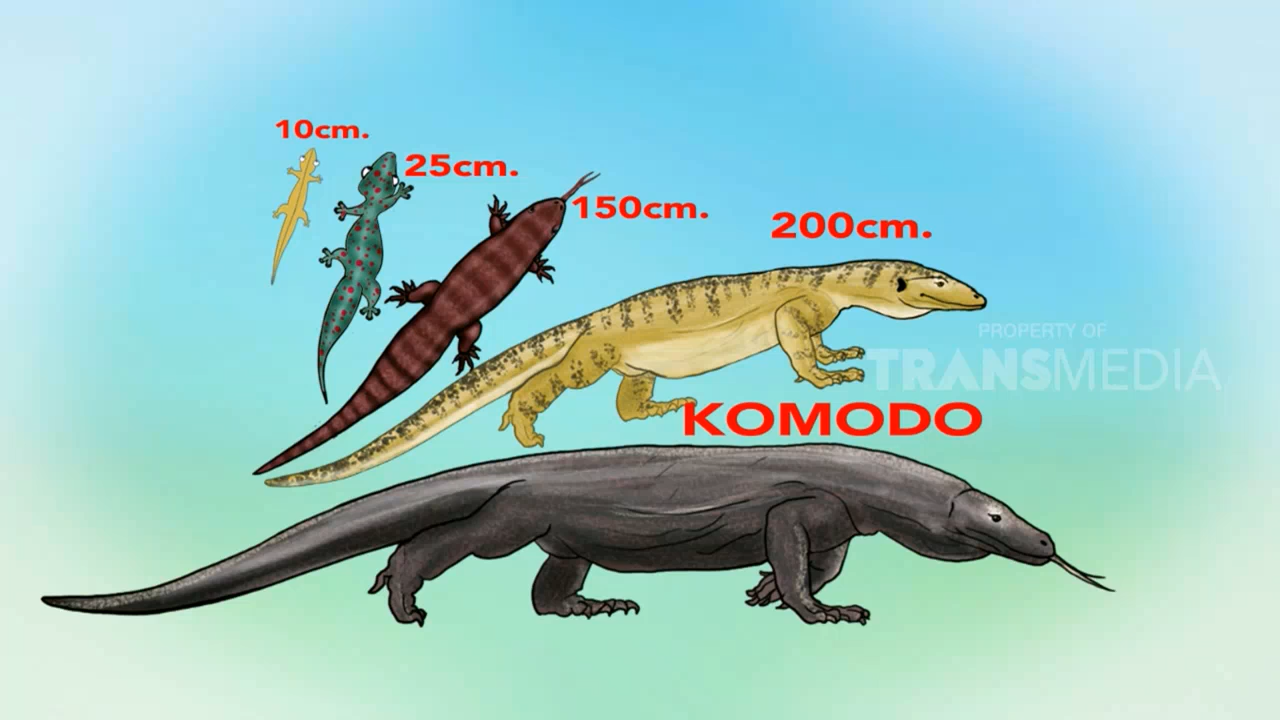 10cm.
25cm.
150cm.
200cm.
PROPERTY OF
TRANSMEDIA
KOMODO